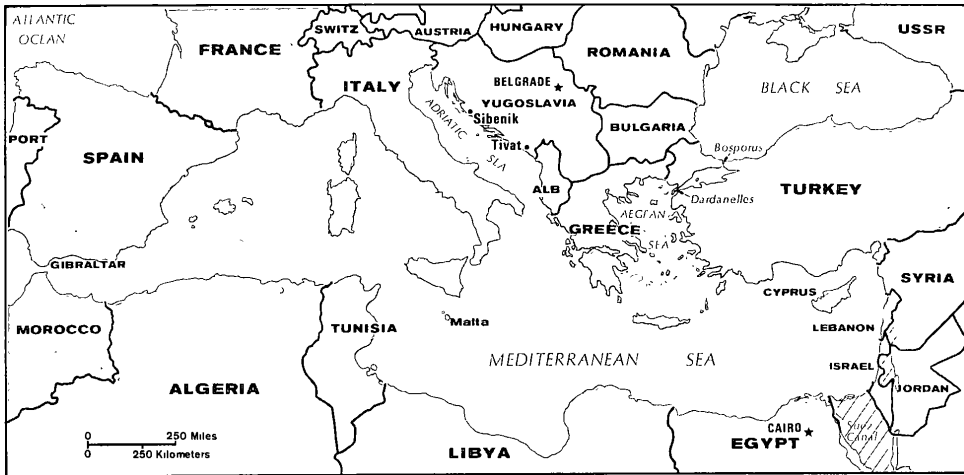 ATLANTIC
OCLAN
FRANCE
SWITZ
AUSTRIA
HUNGARY
ROMANIA
USSR
ITALY
BELGRADE
YUGOSLAVIA
BLACK SEA
ADRIATIC
SLA
Sibenik
BULGARIA
PORT
SPAIN
Tivat
Bosporus
ALB
TURKEY
Dardanelles
AEGEAN
SEA
GREECE
GIBRALTAR
SYRIA
CYPRUS
MOROCCO
TUNISIA
Malta
LEBANON
MEDITERRANEAN SEA
ISRAEL
JORDAN
ALGERIA
0 250 Miles
0 250 Kilometers
LIBYA
CAIRO
EGYPT
Suez
Canal